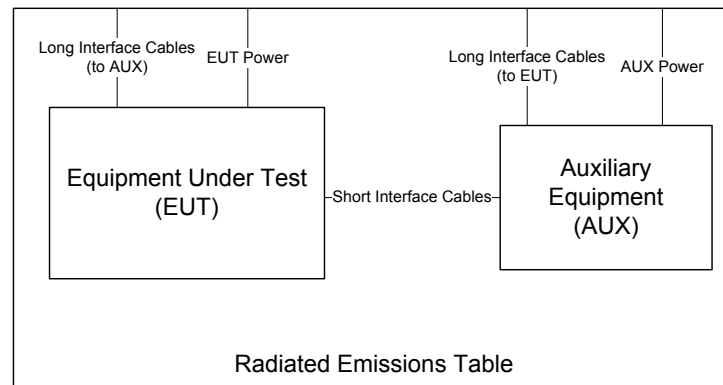 Long Interface Cables
(to AUX)
EUT Power
Long Interface Cables
(to EUT)
AUX Power
Equipment Under Test
(EUT)
Short Interface Cables
Auxiliary
Equipment
(AUX)
Radiated Emissions Table